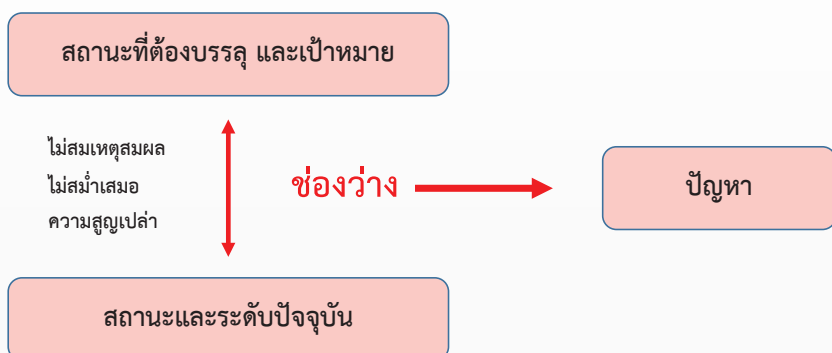 สถานะที่ต้องบรรลุ และเป้าหมาย
ไม่สมเหตุสมผล
ไม่สม่ำเสมอ
ความสูญเปล่า
ช่องว่าง
ปัญหา
สถานะและระดับปัจจุบัน